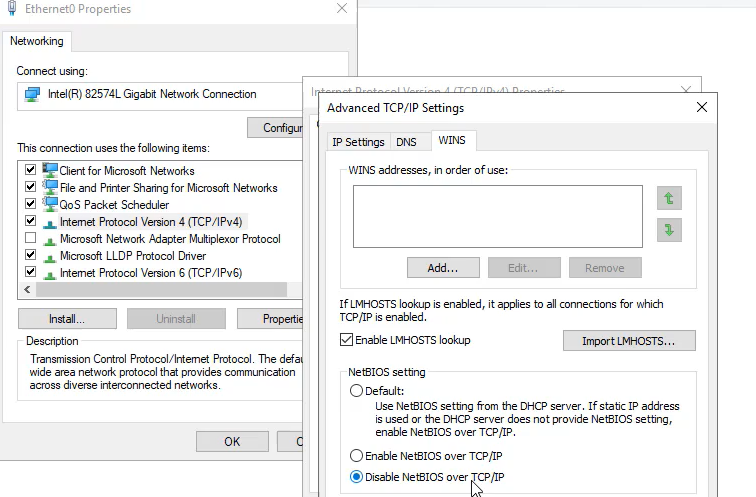 Ethernet0 Properties
Networking
Connect using:
Intel(R) 82574L Gigabit Network Connection
Configur
This connection uses the following items:
Client for Microsoft Networks
File and Printer Sharing for Microsoft Networks
QoS Packet Scheduler
Internet Protocol Version 4 (TCP/IPv4)
Microsoft Network Adapter Multiplexor Protocol
Microsoft LLDP Protocol Driver
Internet Protocol Version 6 (TCP/IPv6)
Install...
Uninstall
Propertie
Description
Transmission Control Protocol/Internet Protocol. The defau
wide area network protocol that provides communication
across diverse interconnected networks.
OK
C
Internet Protocol Version 4 (TCP/IPv4) Properties
Advanced TCP/IP Settings
IP Settings
DNS
WINS
WINS addresses, in order of use:
Add...
Edit...
Remove
If LMHOSTS lookup is enabled, it applies to all connections for which
TCP/IP is enabled.
Enable LMHOSTS lookup
Import LMHOSTS...
NetBIOS setting
Default:
Use NetBIOS setting from the DHCP server. If static IP address
is used or the DHCP server does not provide NetBIOS setting,
enable NetBIOS over TCP/IP.
Enable NetBIOS over TCP/IP
Disable NetBIOS over TCP/IP